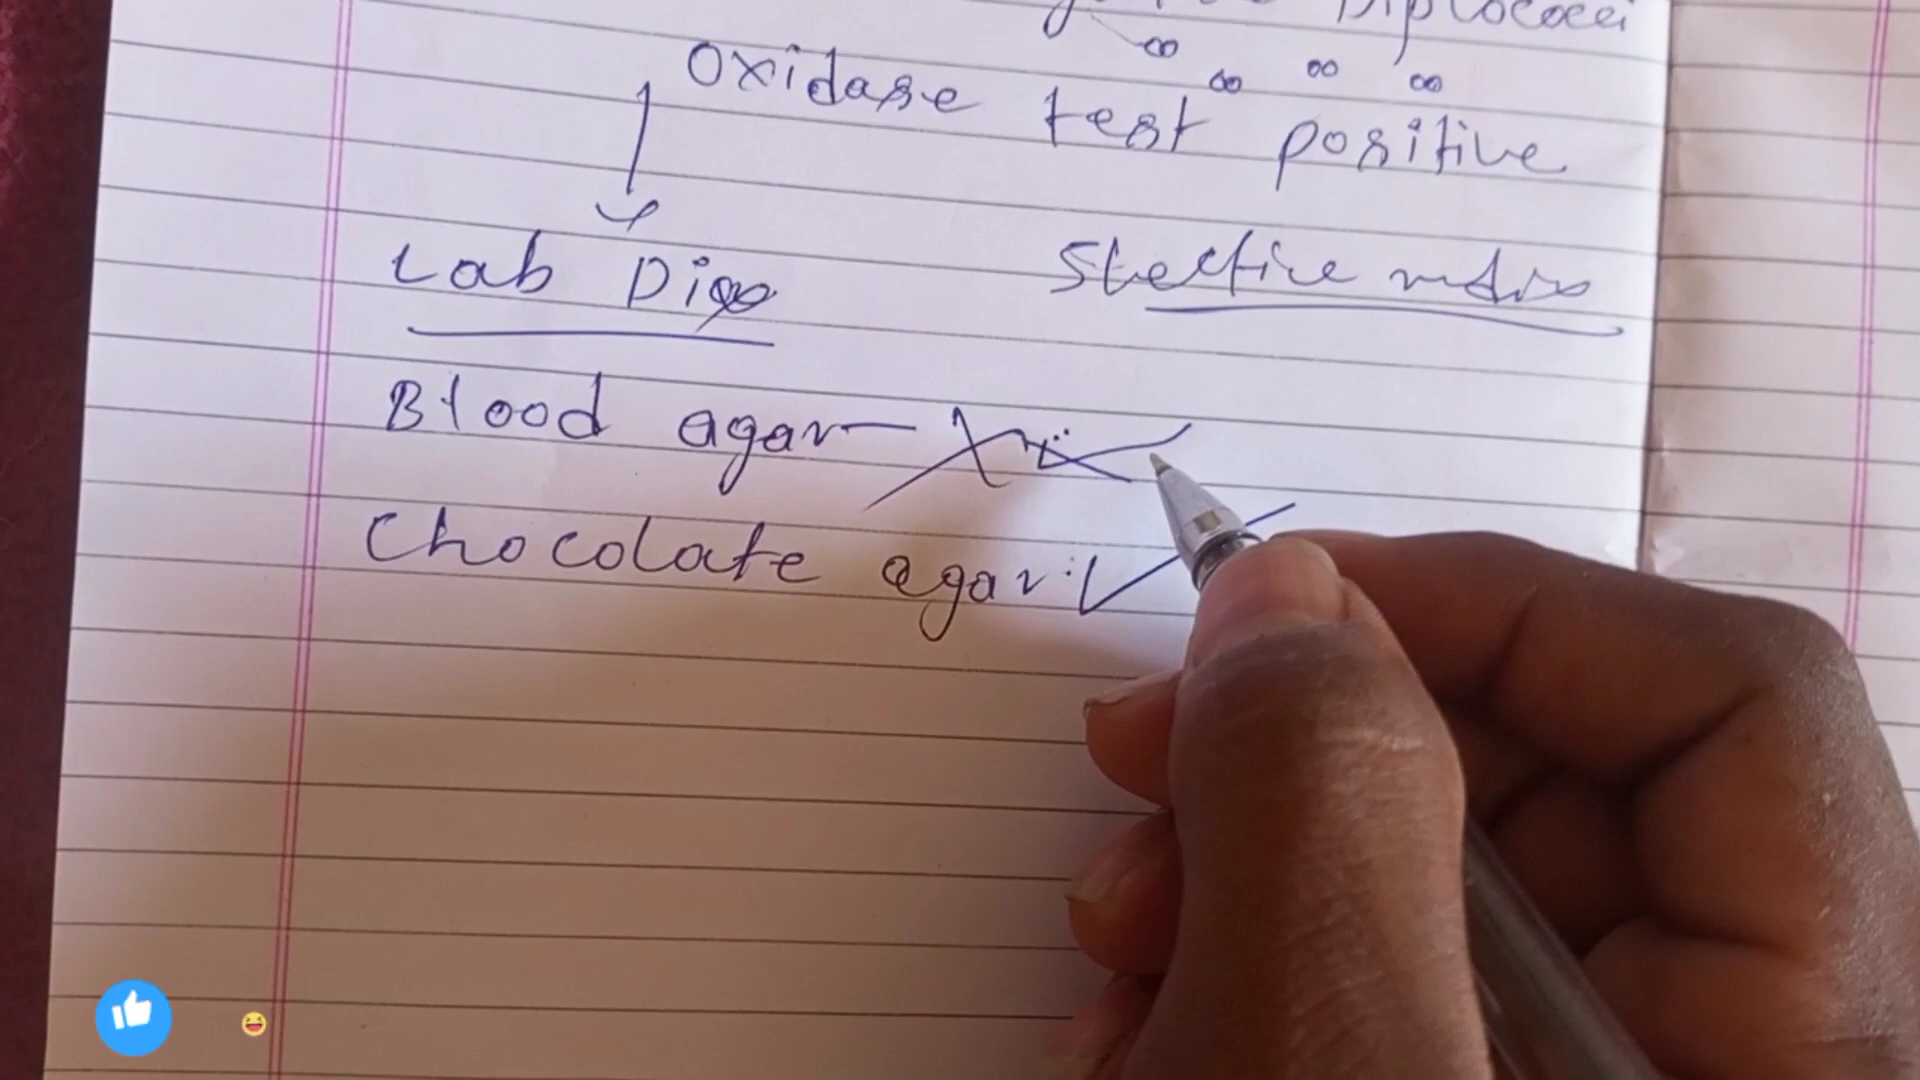 Diplococci
Oxidase test positive
Lab Diag
Blood agar
Chocolate agar: